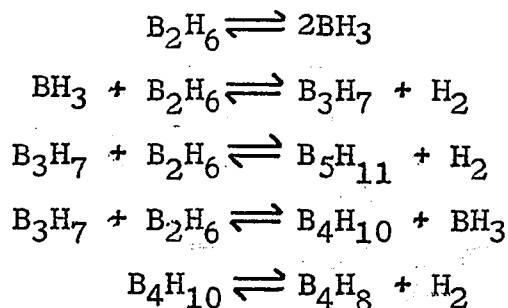 B₂H₆ ⇌ 2BH₃
BH₃ + B₂H₆ ⇌ B₃H₇ + H₂
B₃H₇ + B₂H₆ ⇌ B₅H₁₁ + H₂
B₃H₇ + B₂H₆ ⇌ B₄H₁₀ + BH₃
B₄H₁₀ ⇌ B₄H₈ + H₂